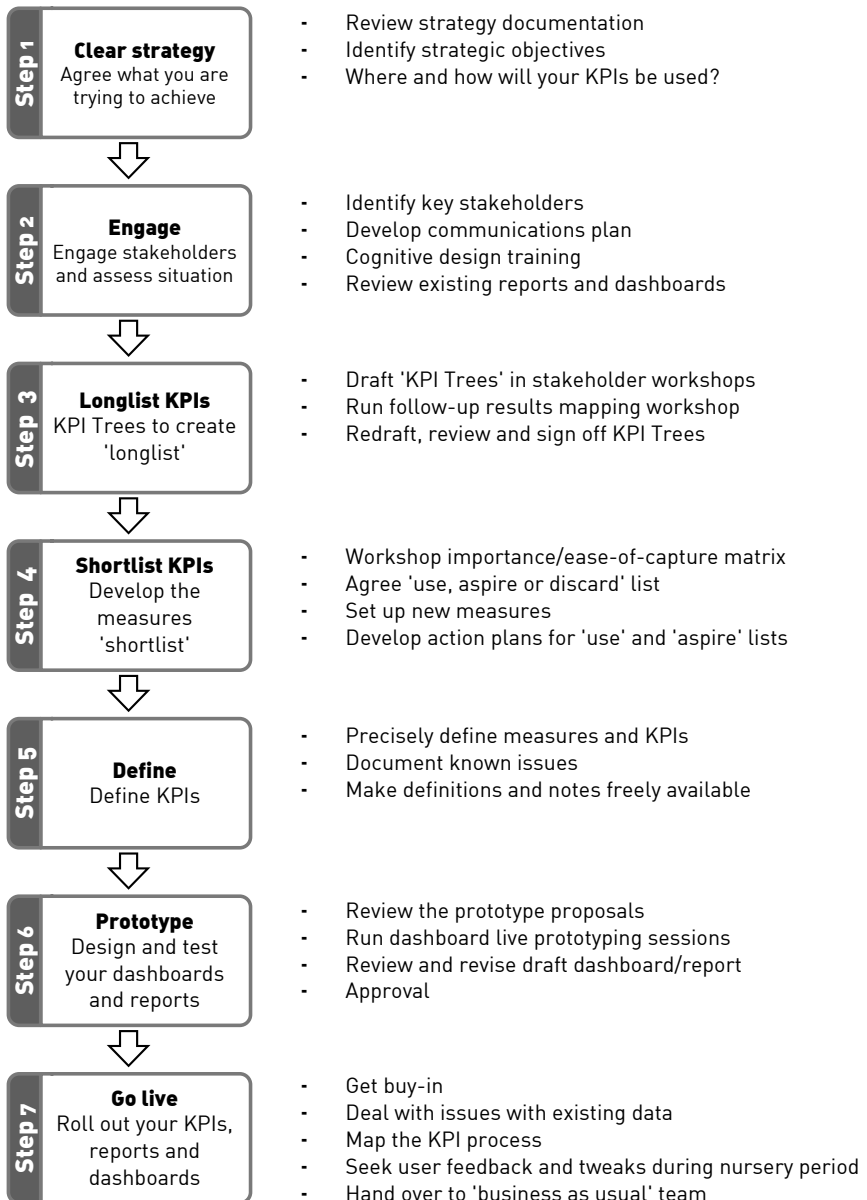 Step 1
Clear strategy
Agree what you are
trying to achieve
- Review strategy documentation
- Identify strategic objectives
- Where and how will your KPIs be used?
Step 2
Engage
Engage stakeholders
and assess situation
- Identify key stakeholders
- Develop communications plan
- Cognitive design training
- Review existing reports and dashboards
Step 3
Longlist KPIs
KPI Trees to create
'longlist'
- Draft 'KPI Trees' in stakeholder workshops
- Run follow-up results mapping workshop
- Redraft, review and sign off KPI Trees
Step 4
Shortlist KPIs
Develop the
measures
'shortlist'
- Workshop importance/ease-of-capture matrix
- Agree 'use, aspire or discard' list
- Set up new measures
- Develop action plans for 'use' and 'aspire' lists
Step 5
Define
Define KPIs
- Precisely define measures and KPIs
- Document known issues
- Make definitions and notes freely available
Step 6
Prototype
Design and test
your dashboards
and reports
- Review the prototype proposals
- Run dashboard live prototyping sessions
- Review and revise draft dashboard/report
- Approval
Step 7
Go live
Roll out your KPIs,
reports and
dashboards
- Get buy-in
- Deal with issues with existing data
- Map the KPI process
- Seek user feedback and tweaks during nursery period
- Hand over to 'business as usual' team